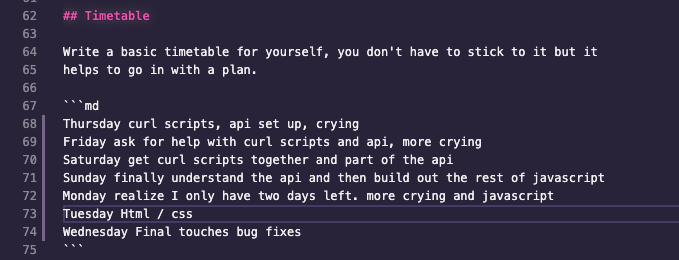 62 ## Timetable
63
64 Write a basic timetable for yourself, you don't have to stick to it but it
65 helps to go in with a plan.
66
67 ```md
68 Thursday curl scripts, api set up, crying
69 Friday ask for help with curl scripts and api, more crying
70 Saturday get curl scripts together and part of the api
71 Sunday finally understand the api and then build out the rest of javascript
72 Monday realize I only have two days left. more crying and javascript
73 Tuesday Html / css
74 Wednesday Final touches bug fixes
75 ```